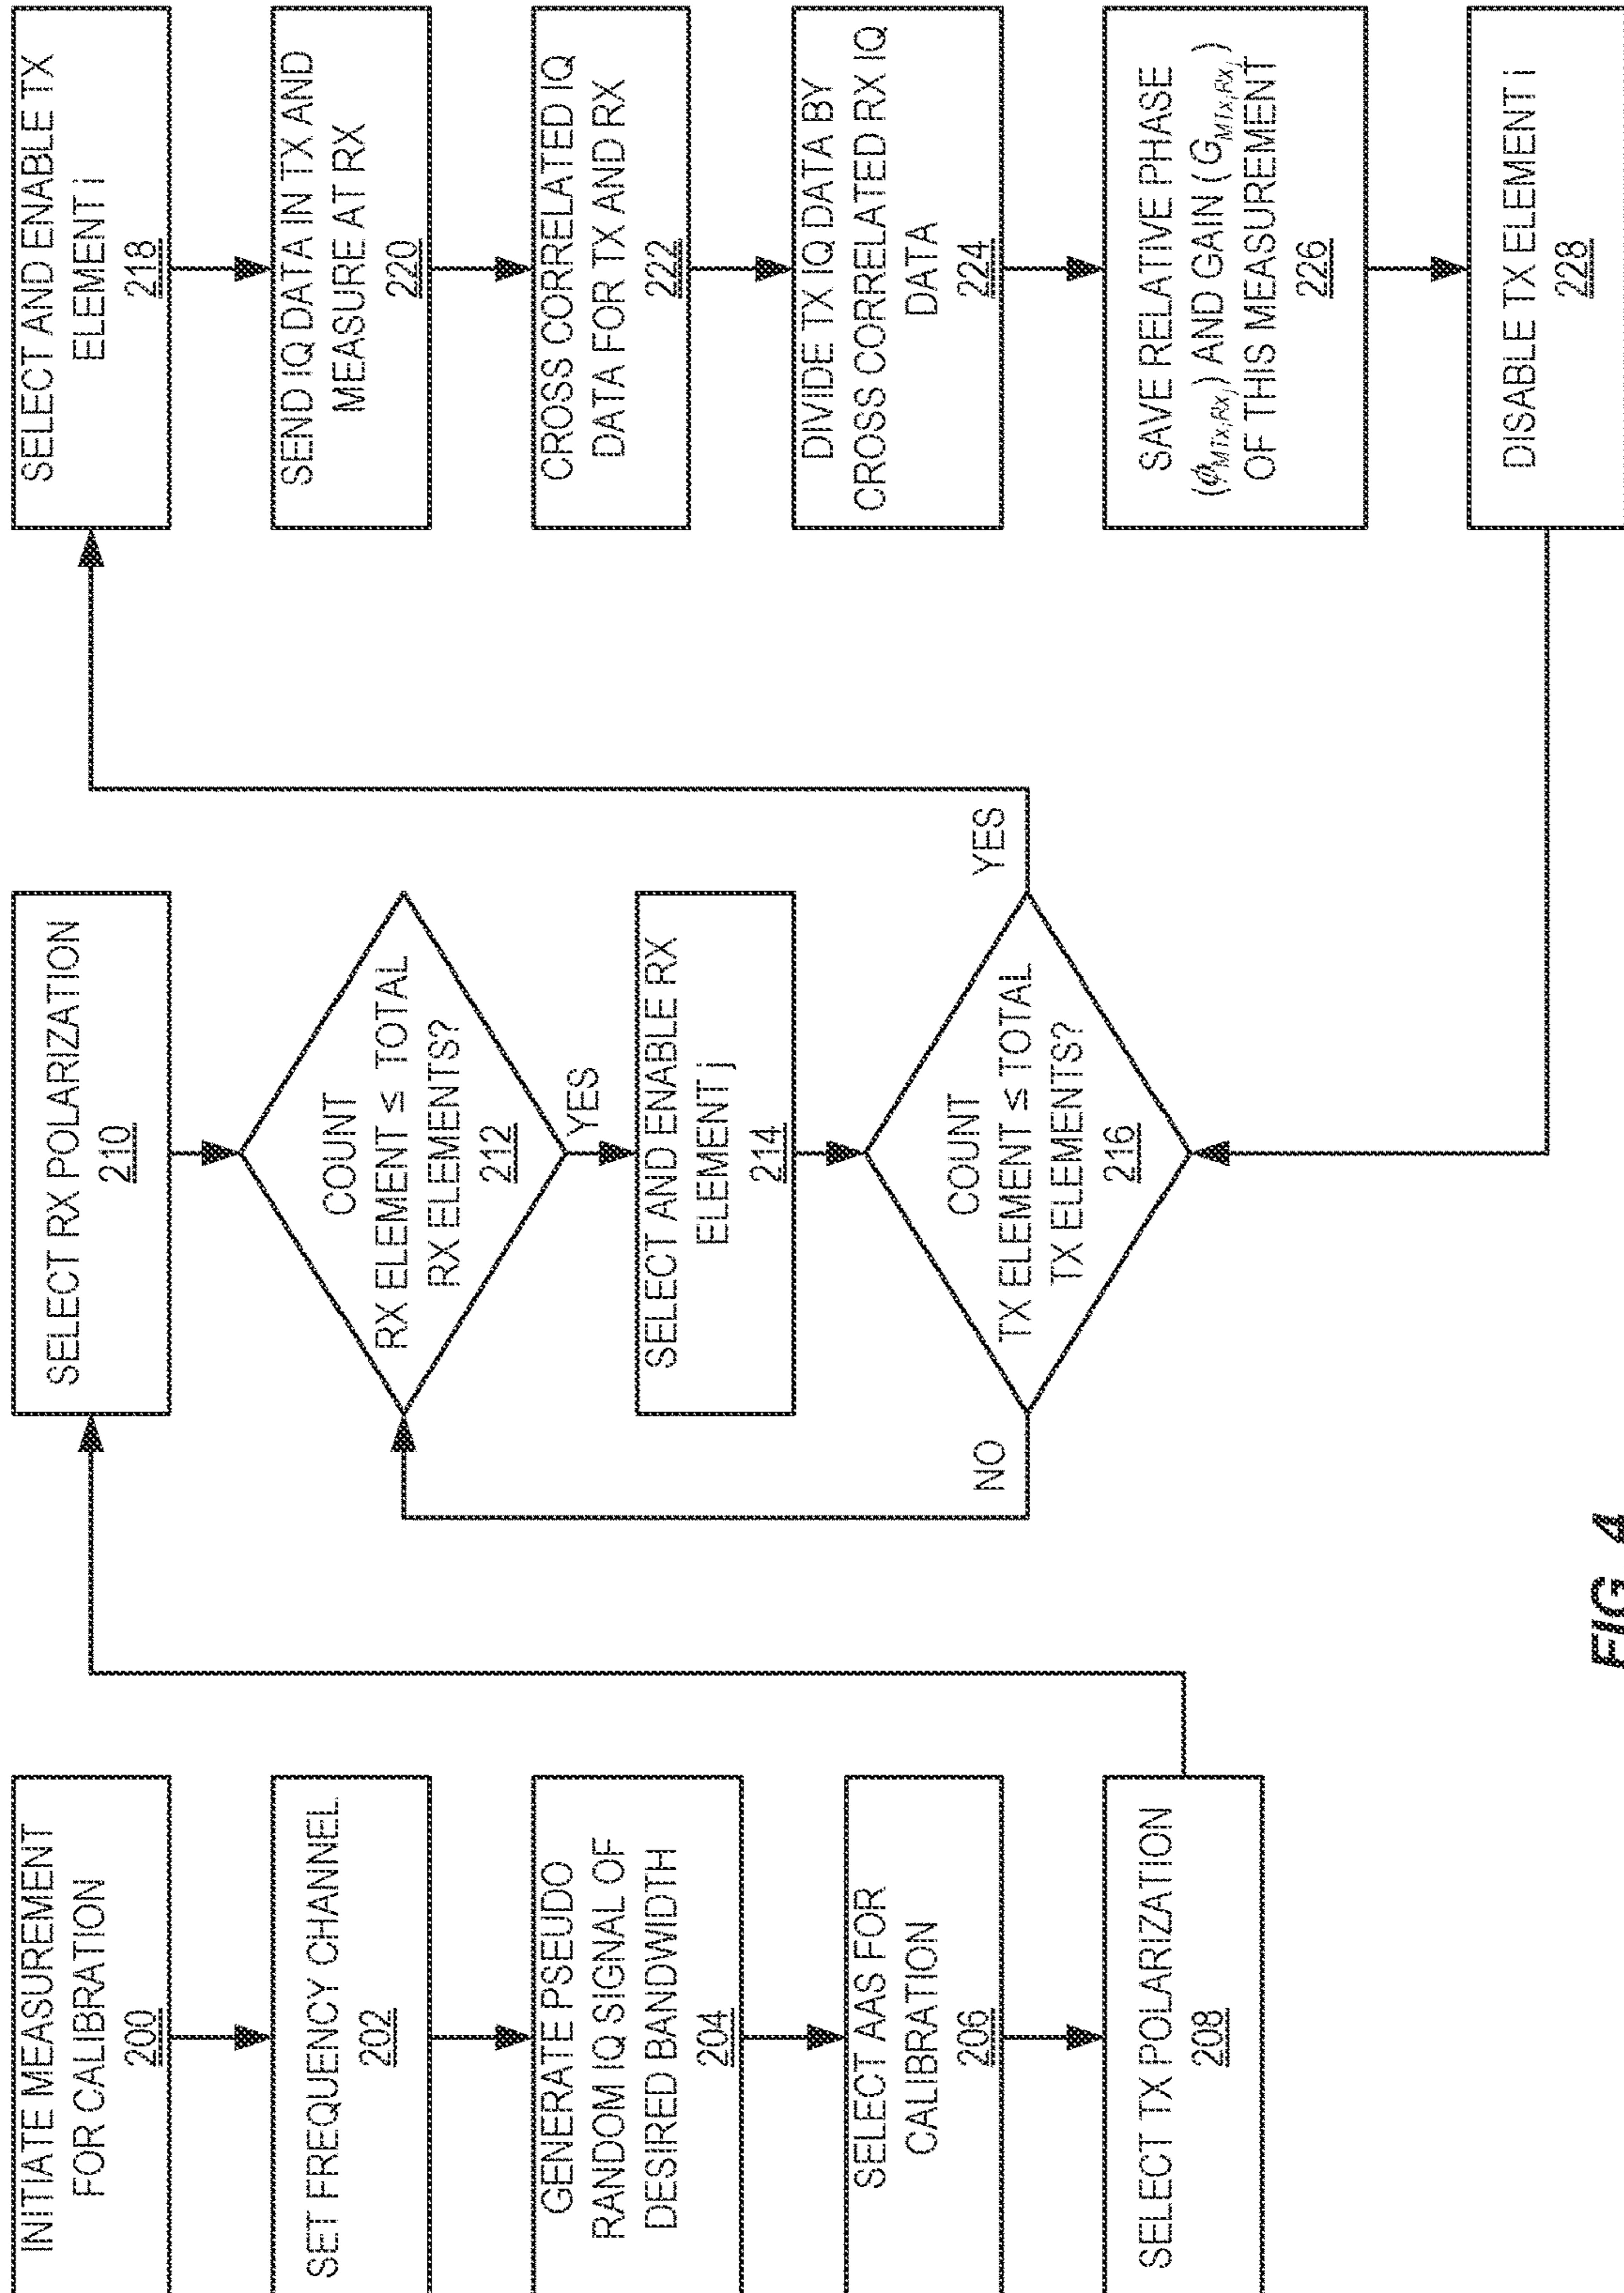 INITIATE MEASUREMENT
FOR CALIBRATION
200
SET FREQUENCY CHANNEL
202
GENERATE PSEUDO
RANDOM IQ SIGNAL OF
DESIRED BANDWIDTH
204
SELECT AAS FOR
CALIBRATION
206
SELECT TX POLARIZATION
208
SELECT RX POLARIZATION
210
COUNT
RX ELEMENT ≤ TOTAL
RX ELEMENTS?
212
YES
SELECT AND ENABLE RX
ELEMENT j
214
COUNT
TX ELEMENT ≤ TOTAL
TX ELEMENTS?
216
NO
YES
SELECT AND ENABLE TX
ELEMENT i
218
SEND IQ DATA IN TX AND
MEASURE AT RX
220
CROSS CORRELATED IQ
DATA FOR TX AND RX
222
DIVIDE TX IQ DATA BY
CROSS CORRELATED RX IQ
DATA
224
SAVE RELATIVE PHASE
(ϕ_MTx_iRx_j) AND GAIN (G_MTx_iRx_j)
OF THIS MEASUREMENT
226
DISABLE TX ELEMENT i
228
FIG. 4